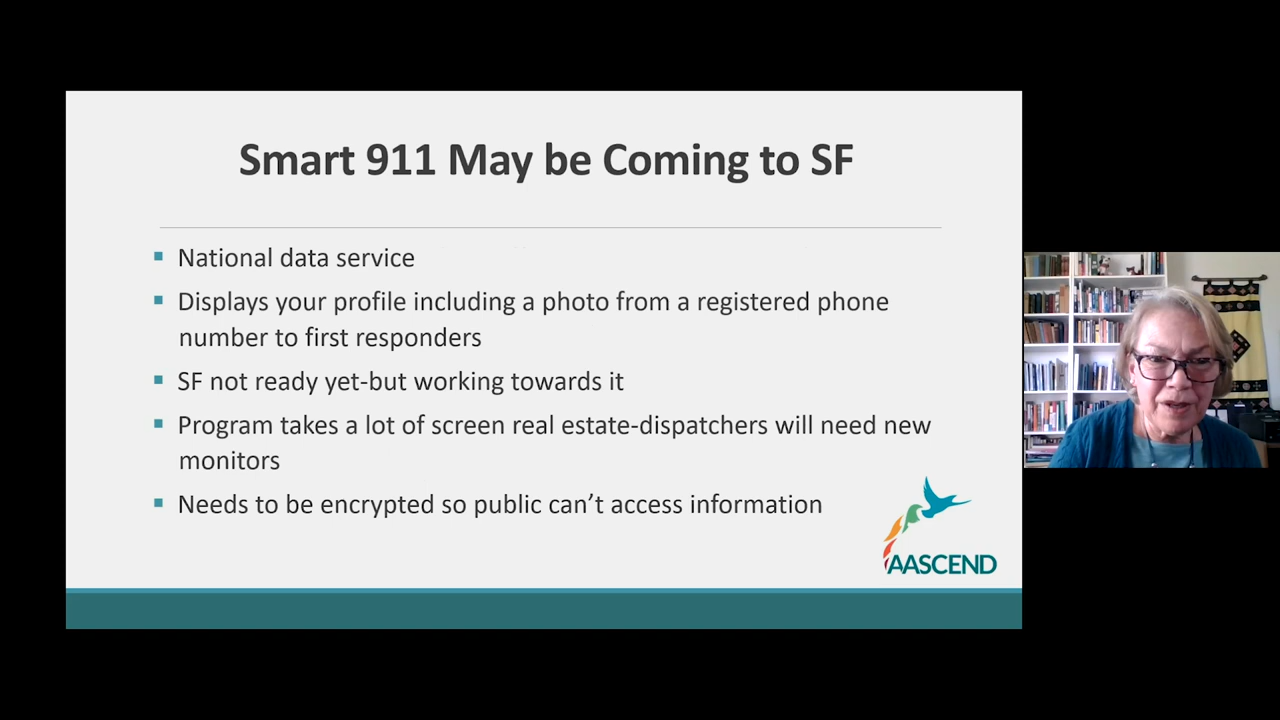 Smart 911 May be Coming to SF
National data service
Displays your profile including a photo from a registered phone
number to first responders
SF not ready yet-but working towards it
Program takes a lot of screen real estate-dispatchers will need new
monitors
Needs to be encrypted so public can’t access information
AASCEND